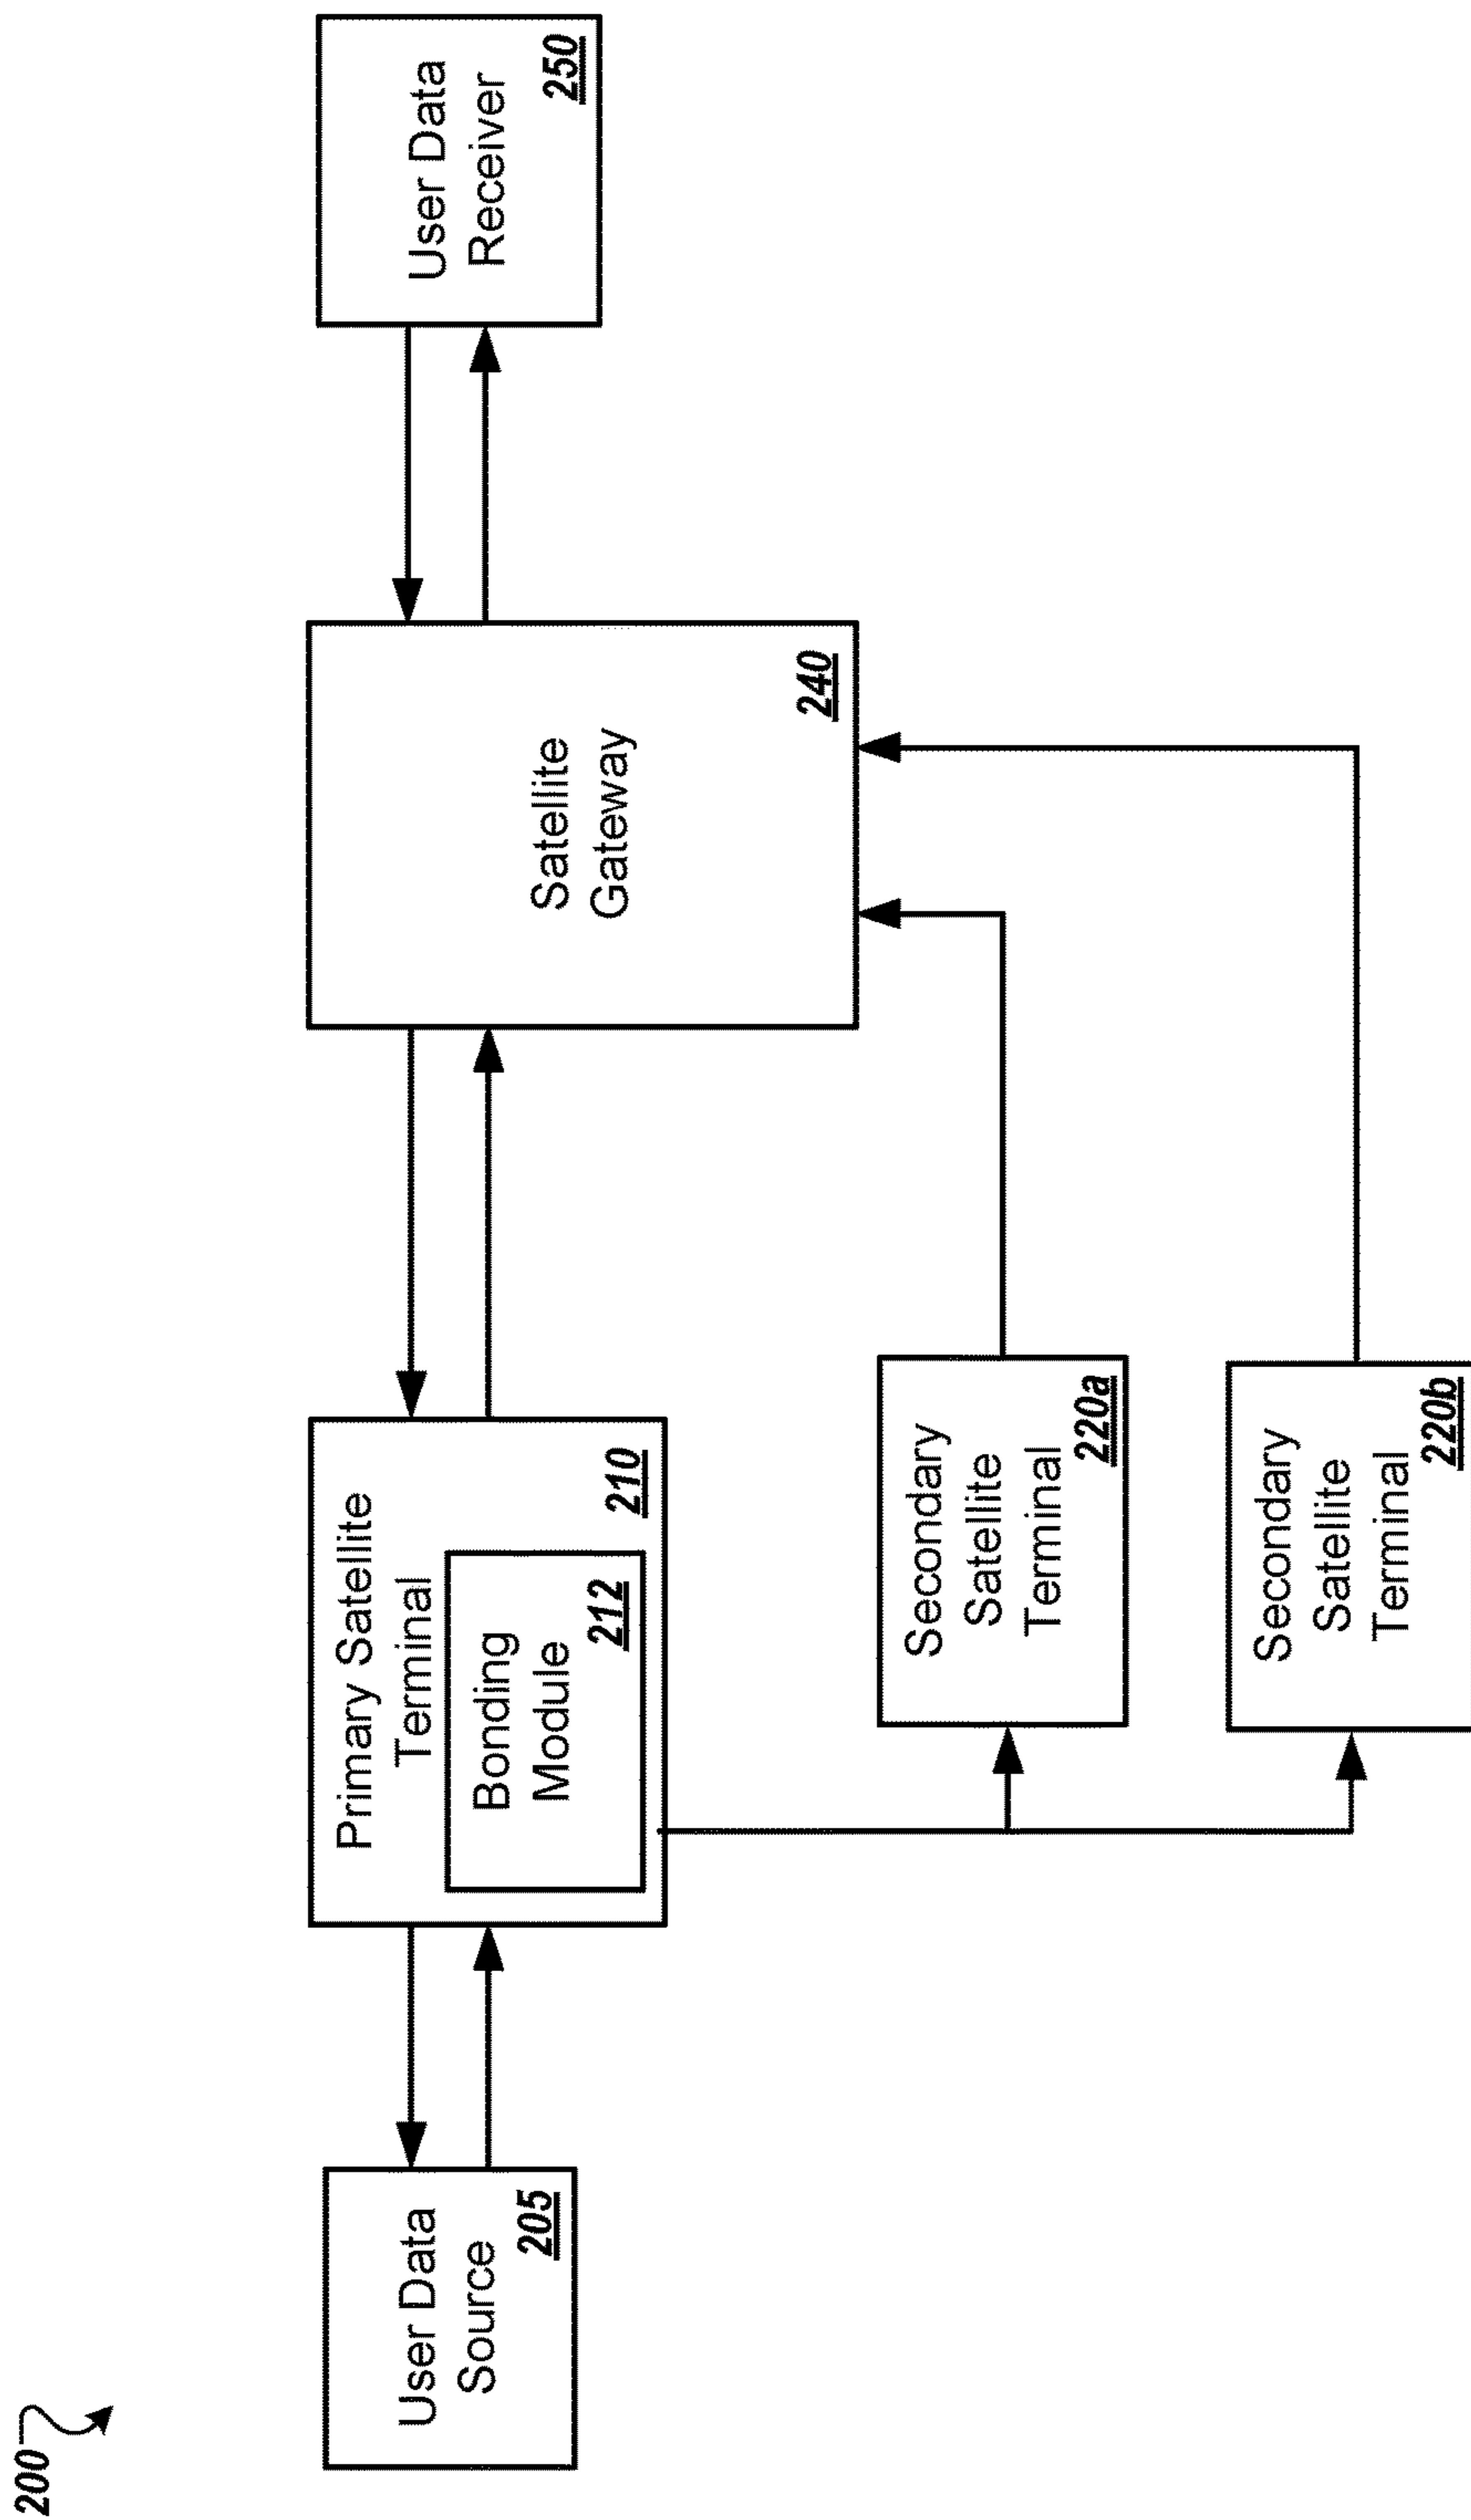 200
User Data
Source
205
Primary Satellite
Terminal
210
Bonding
Module
212
Secondary
Satellite
Terminal
220a
Secondary
Satellite
Terminal
220b
Satellite
Gateway
240
User Data
Receiver
250